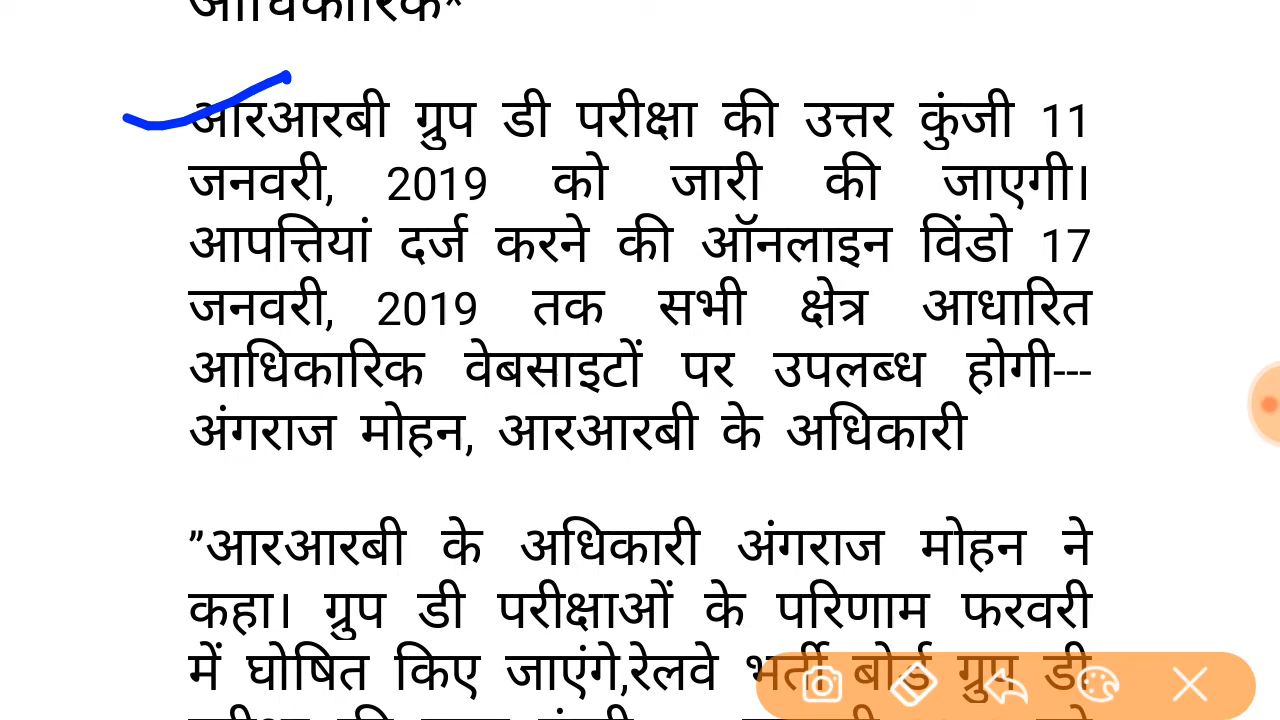 आधिकारिक*
आरआरबी ग्रुप डी परीक्षा की उत्तर कुंजी 11
जनवरी, 2019 को जारी की जाएगी।
आपत्तियां दर्ज करने की ऑनलाइन विंडो 17
जनवरी, 2019 तक सभी क्षेत्र आधारित
आधिकारिक वेबसाइटों पर उपलब्ध होगी---
अंगराज मोहन, आरआरबी के अधिकारी
”आरआरबी के अधिकारी अंगराज मोहन ने
कहा। ग्रुप डी परीक्षाओं के परिणाम फरवरी
में घोषित किए जाएंगे,रेलवे भर्ती बोर्ड ग्रुप डी